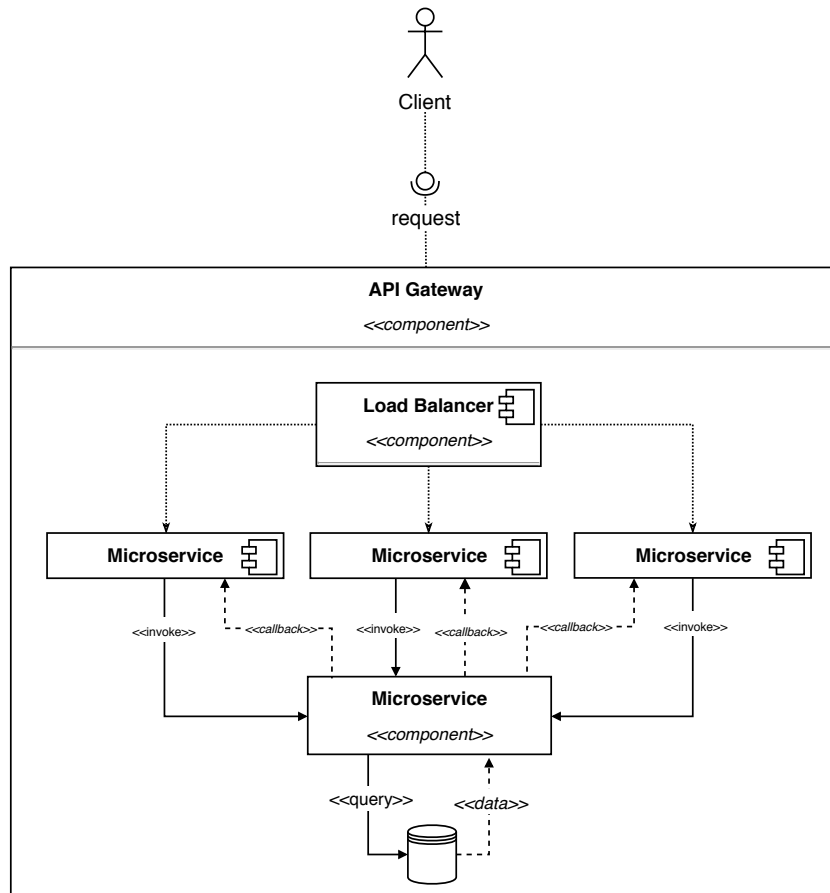 Client
request
API Gateway
<<component>>
Load Balancer
<<component>>
Microservice
Microservice
Microservice
<<invoke>>
<<callback>>
<<invoke>>
<<callback>>
<<callback>>
<<invoke>>
Microservice
<<component>>
<<query>>
<<data>>